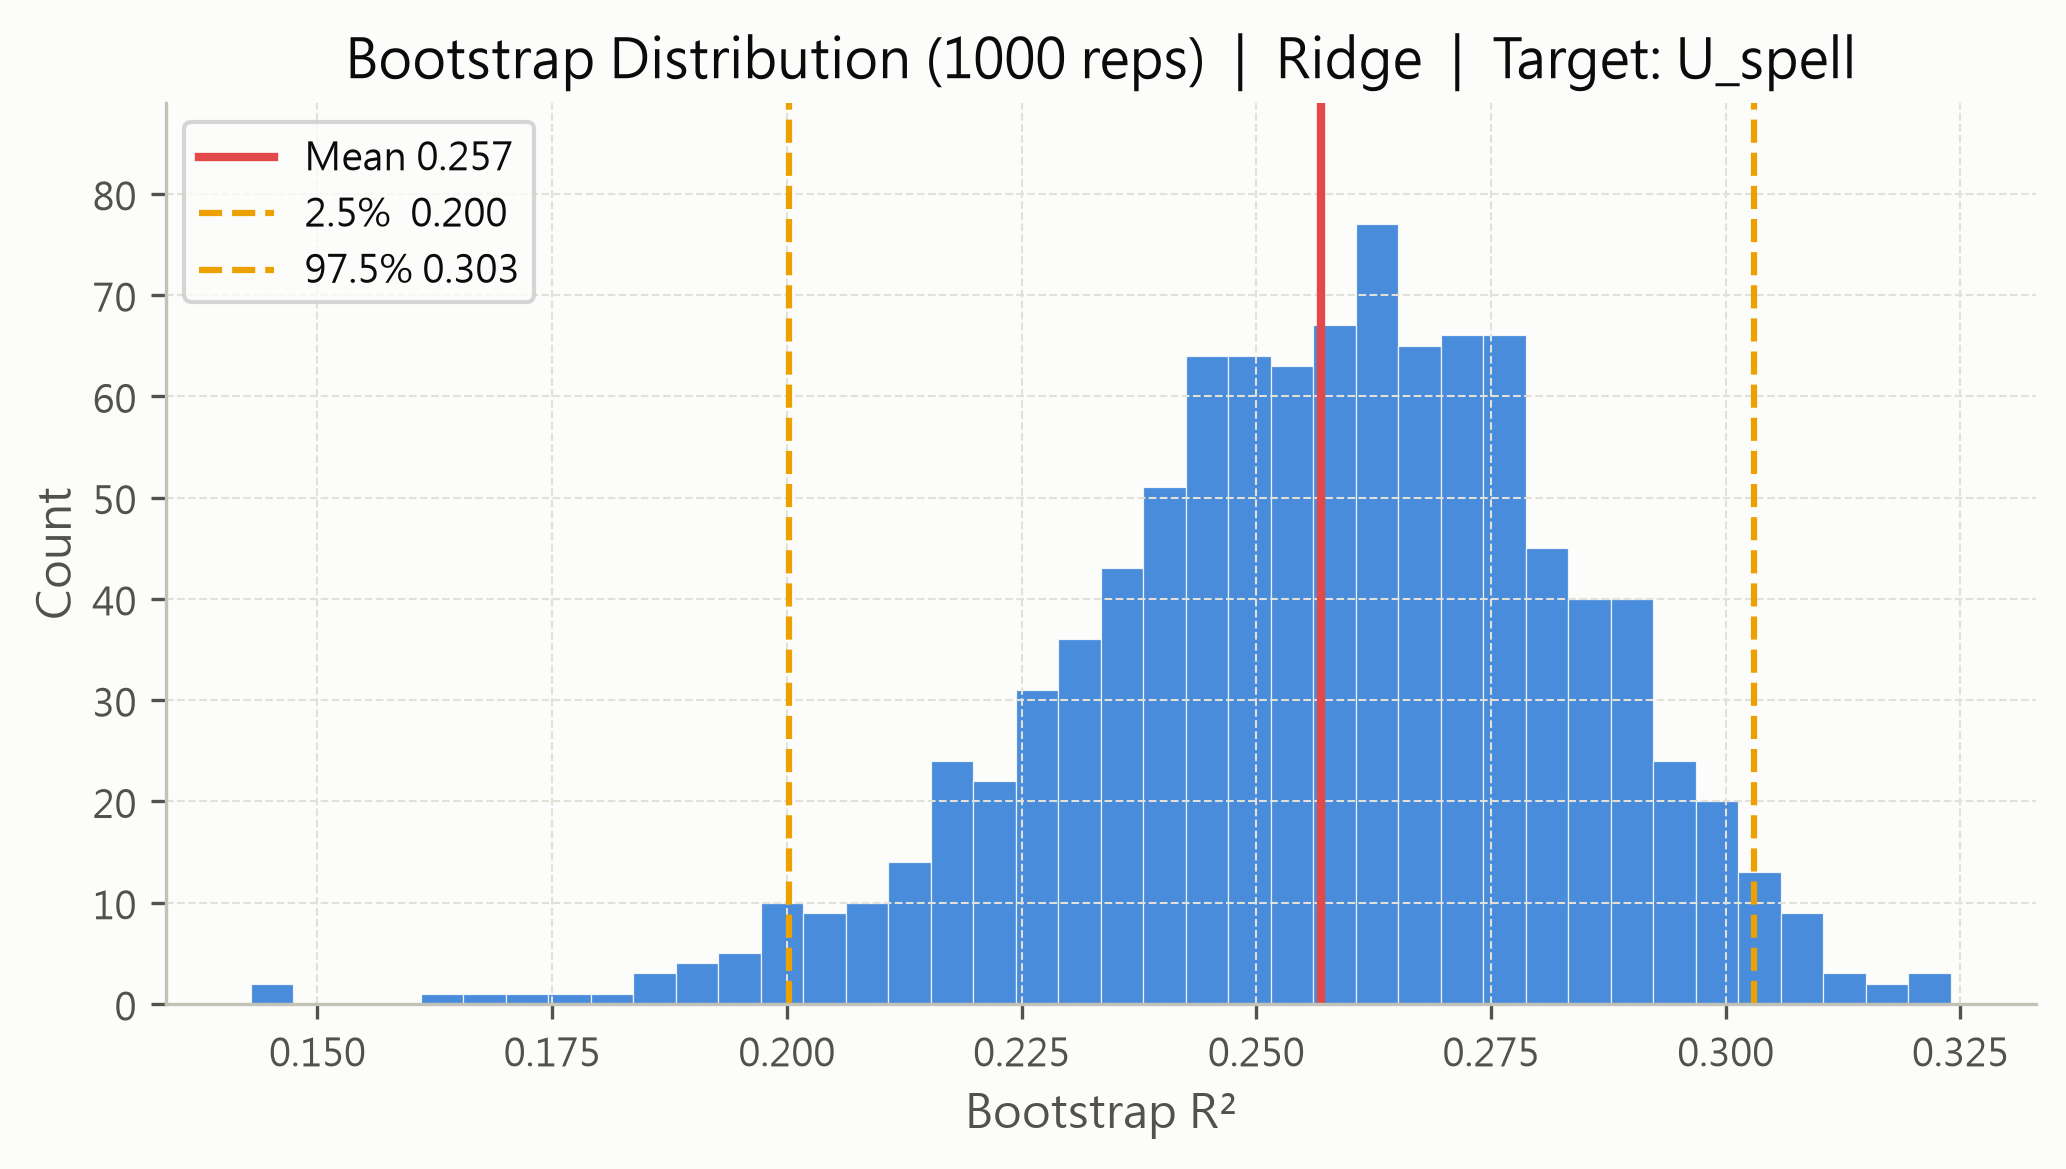 Bootstrap Distribution (1000 reps) | Ridge | Target: U_spell
Mean 0.257
2.5% 0.200
97.5% 0.303
80
70
60
50
40
30
20
10
0
Count
0.150 0.175 0.200 0.225 0.250 0.275 0.300 0.325
Bootstrap R²